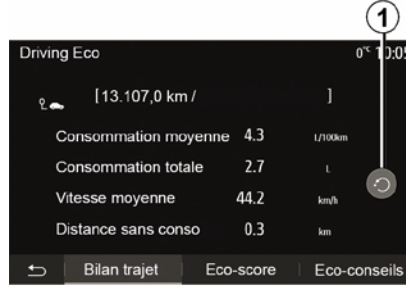 1
Driving Eco 0°C 10:05
[13.107,0 km / ]
Consommation moyenne 4.3 L/100km
Consommation totale 2.7 L
Vitesse moyenne 44.2 km/h
Distance sans conso 0.3 km
Bilan trajet Eco-score Eco-conseils